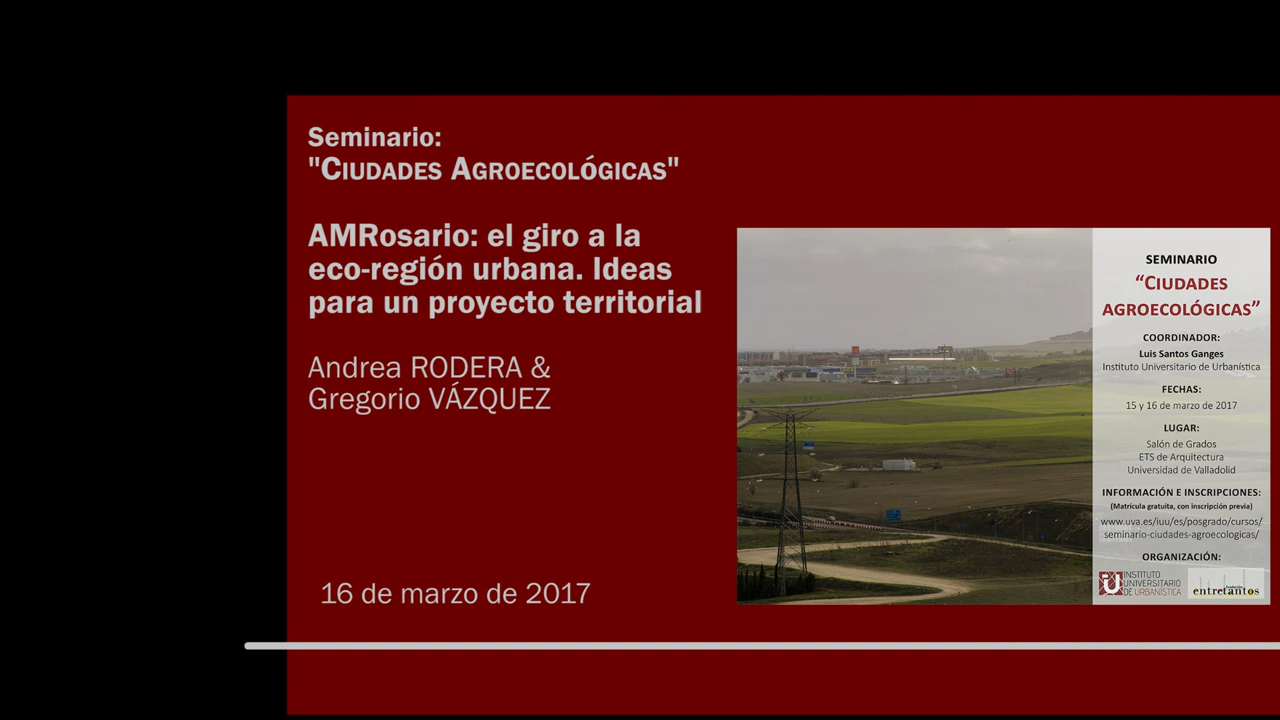 Seminario:
"CIUDADES AGROECOLÓGICAS"
AMRosario: el giro a la
eco-región urbana. Ideas
para un proyecto territorial
Andrea RODERA &
Gregorio VÁZQUEZ
16 de marzo de 2017
SEMINARIO
“CIUDADES
AGROECOLÓGICAS”
COORDINADOR:
Luis Santos Ganges
Instituto Universitario de Urbanística
FECHAS:
15 y 16 de marzo de 2017
LUGAR:
Salón de Grados
ETS de Arquitectura
Universidad de Valladolid
INFORMACIÓN E INSCRIPCIONES:
(Matrícula gratuita, con inscripción previa)
www.uva.es/iuu/es/posgrado/cursos/
seminario-ciudades-agroecologicas/
ORGANIZACIÓN:
INSTITUTO
UNIVERSITARIO
DE URBANÍSTICA
entretantos